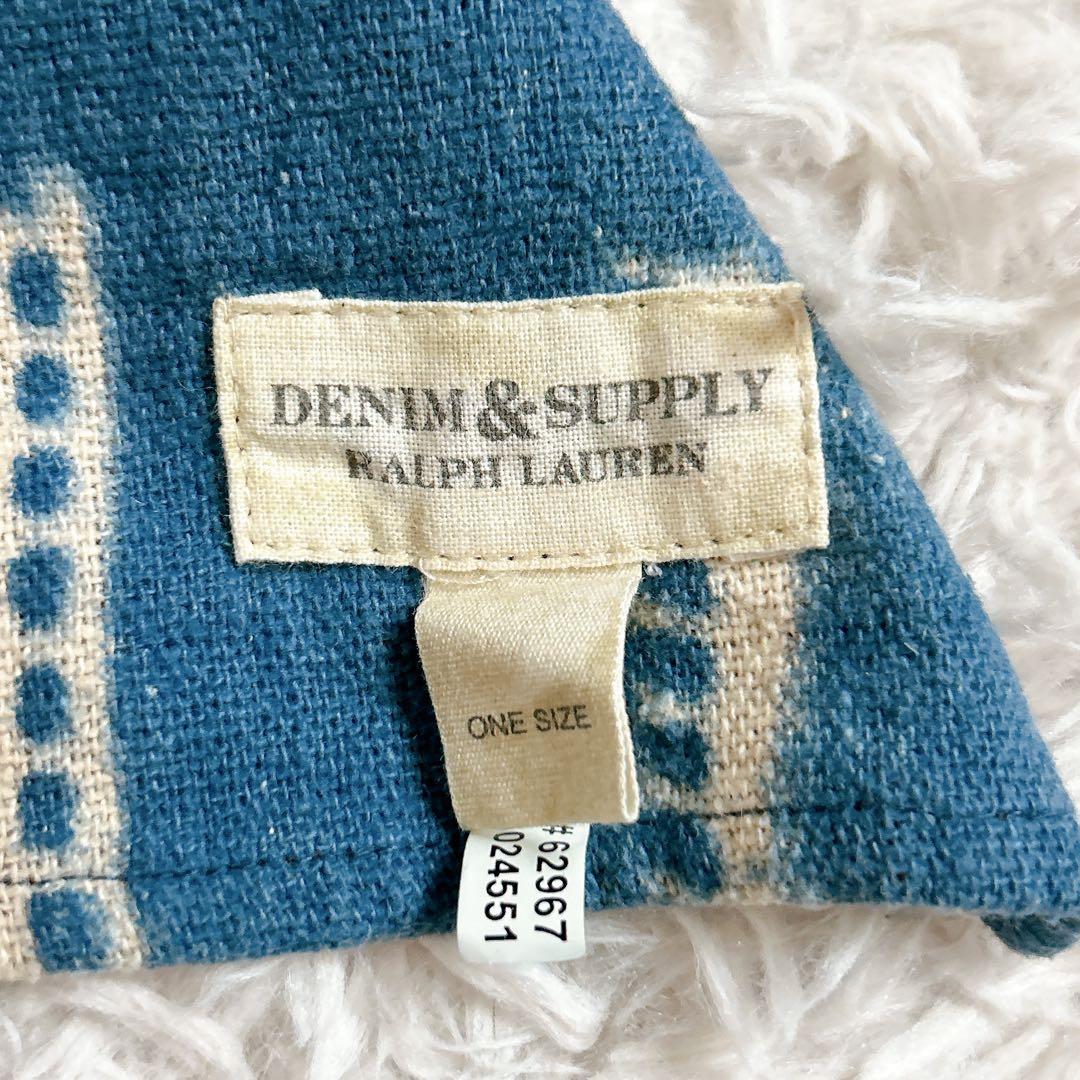 DENIM & SUPPLY
RALPH LAUREN
ONE SIZE
#62967
024551